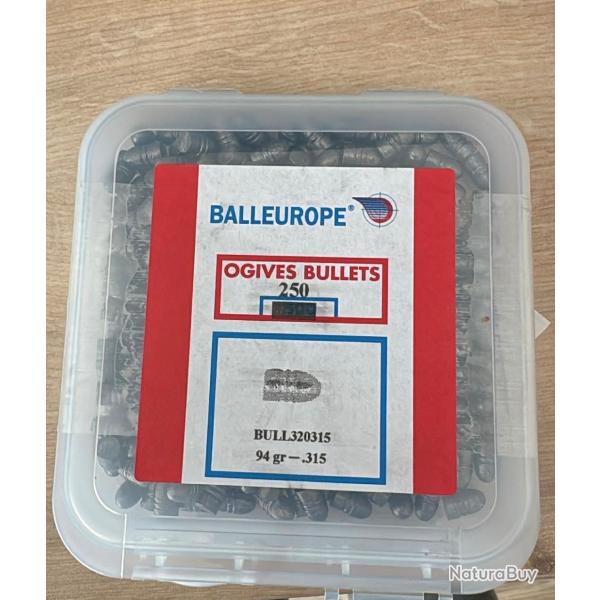 BALLEUROPE®
OGIVES BULLETS
250
BULL320315
94 gr – .315
NaturaBuy